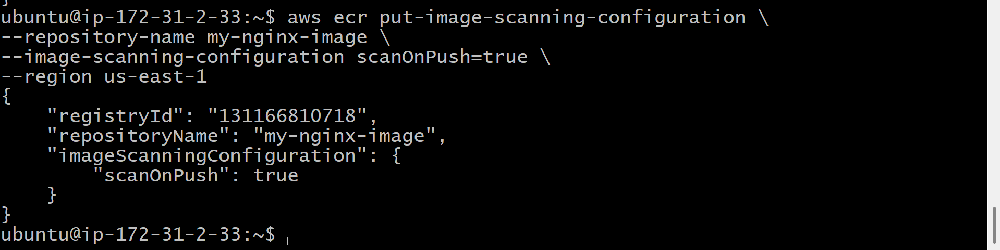 }
ubuntu@ip-172-31-2-33:~$ aws ecr put-image-scanning-configuration \
--repository-name my-nginx-image \
--image-scanning-configuration scanOnPush=true \
--region us-east-1
{
    "registryId": "131166810718",
    "repositoryName": "my-nginx-image",
    "imageScanningConfiguration": {
        "scanOnPush": true
    }
}
ubuntu@ip-172-31-2-33:~$